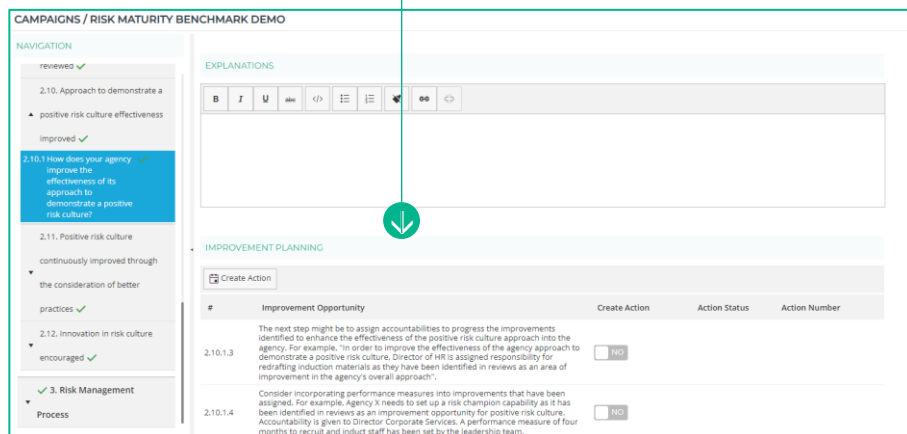 CAMPAIGNS / RISK MATURITY BENCHMARK DEMO
NAVIGATION
reviewed
2.10. Approach to demonstrate a
positive risk culture effectiveness
improved
2.10.1 How does your agency
improve the
effectiveness of its
approach to
demonstrate a positive
risk culture?
2.11. Positive risk culture
continuously improved through
the consideration of better
practices
2.12. Innovation in risk culture
encouraged
3. Risk Management
Process
EXPLANATIONS
B I U abc </>
IMPROVEMENT PLANNING
Create Action
# Improvement Opportunity Create Action Action Status Action Number
2.10.1.3
The next step might be to assign accountabilities to progress the improvements
identified to enhance the effectiveness of the positive risk culture approach into the
agency. For example, "In order to improve the effectiveness of the agency approach to
demonstrate a positive risk culture, Director of HR is assigned responsibility for
redrafting induction materials as they have been identified in reviews as an area of
improvement in the agency's overall approach".
NO
2.10.1.4
Consider incorporating performance measures into improvements that have been
assigned. For example, Agency X needs to set up a risk champion capability as it has
been identified in reviews as an improvement opportunity for positive risk culture.
Accountability is given to Director Corporate Services. A performance measure of four
months to recruit and induct staff has been set by the leadership team.
NO